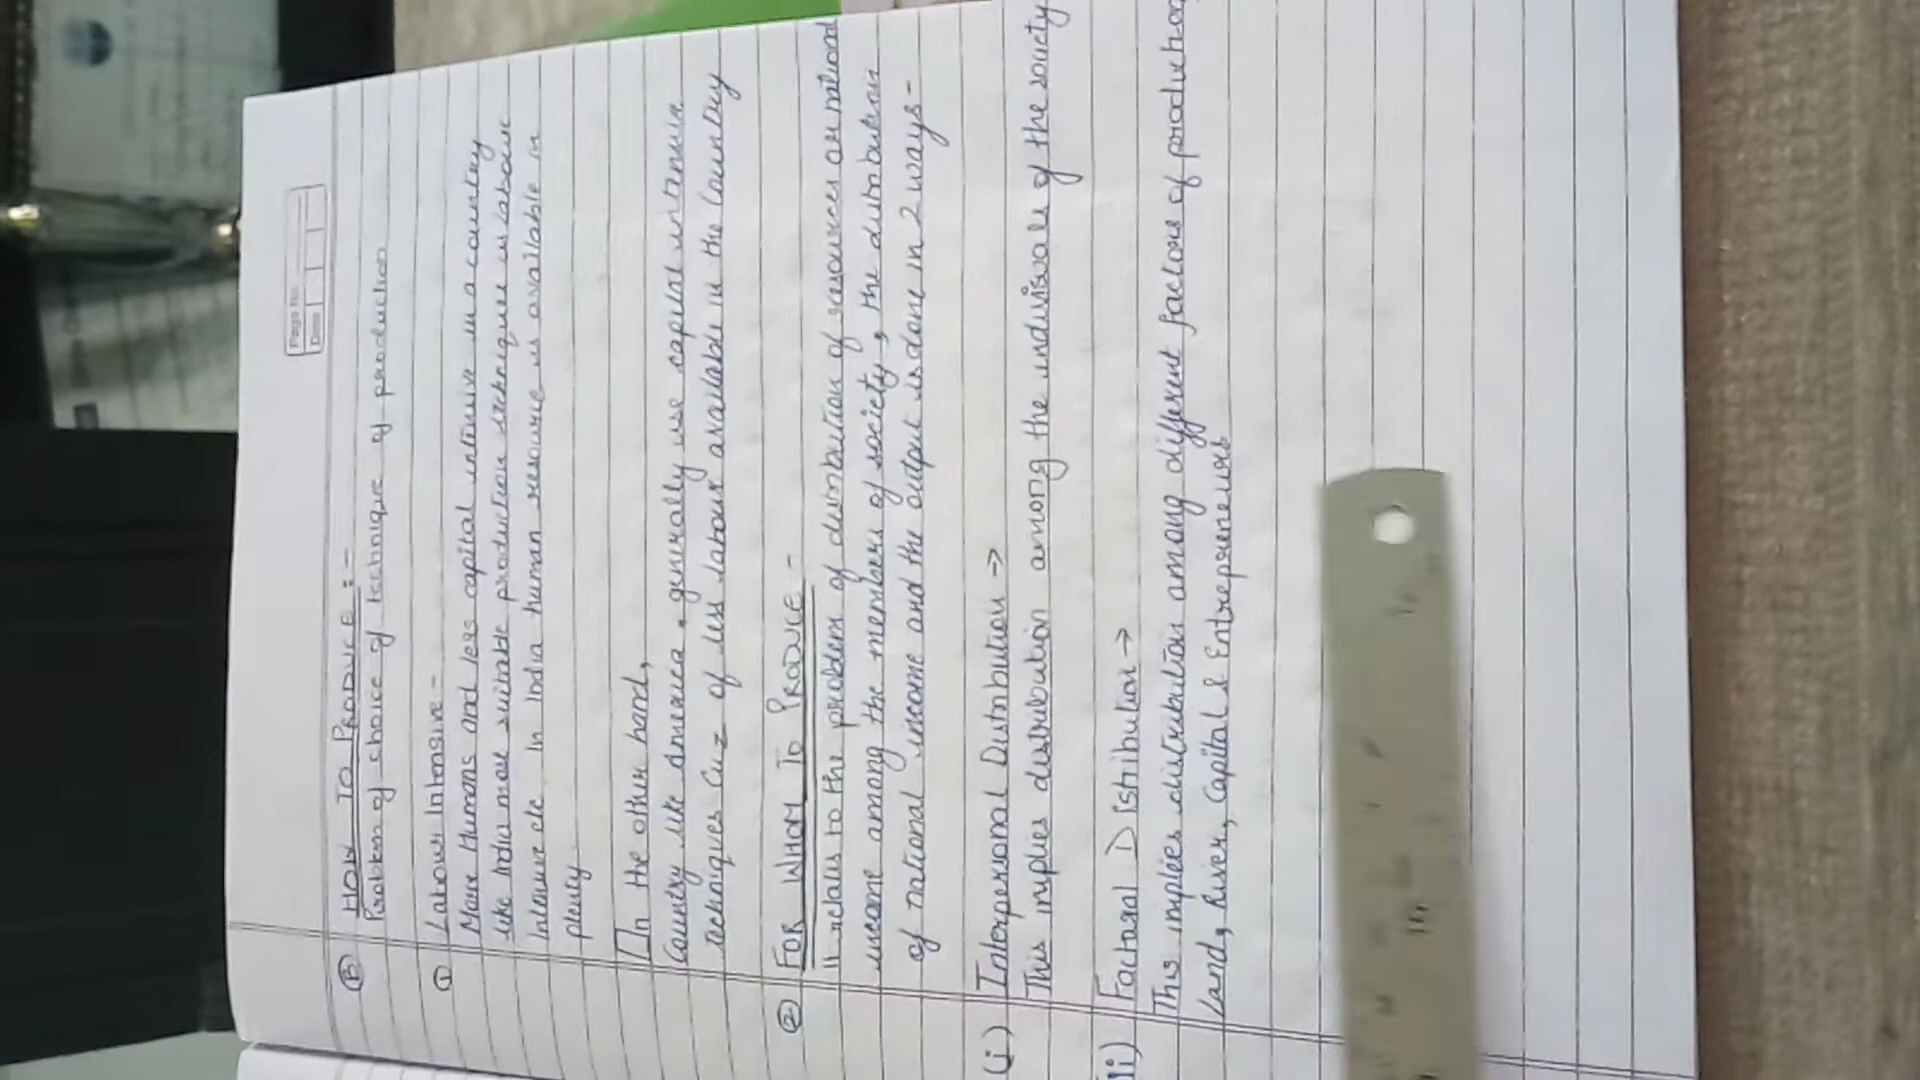 Page No.
Date
(B) HOW TO PRODUCE :-
Problem of choice of technique of production
(1) Labour Intensive -
More Humans and less capital intensive in a country
like India more suitable production techniques is labour
intensive etc. In India human resource is available in
plenty
In the other hand,
Country like America generally use capital intensive
Techniques Cuz of less labour available in the Country
(2) FOR WHOM TO PRODUCE -
It relates to the problem of distribution of resources or national
income among the members of society, the distribution
of national income and the output is done in 2 ways -
(i) Interpersonal Distribution →
This implies distribution among the individuals of the society
ii) Factoral Distribution →
This implies distribution among different factors of production
Land, River, Capital & Entrepreneurs